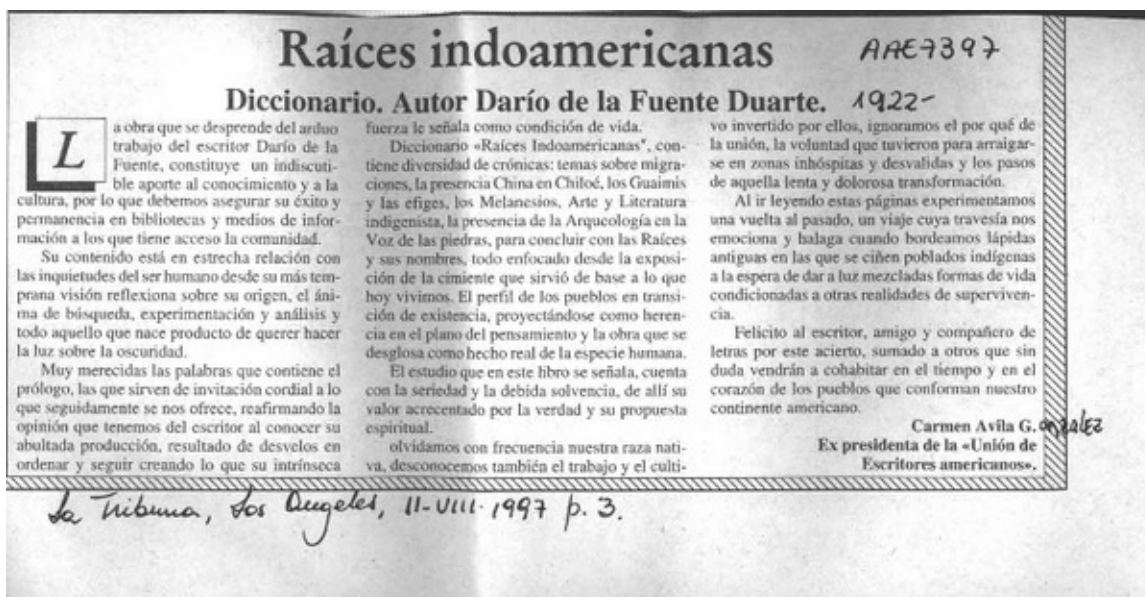 Raíces indoamericanas
AAE7397
Diccionario. Autor Darío de la Fuente Duarte.
1922-
La obra que se desprende del arduo
trabajo del escritor Darío de la
Fuente, constituye un indiscuti-
ble aporte al conocimiento y a la
cultura, por lo que debemos asegurar su éxito y
permanencia en bibliotecas y medios de infor-
mación a los que tiene acceso la comunidad.
Su contenido está en estrecha relación con
las inquietudes del ser humano desde su más tem-
prana visión reflexiona sobre su origen, el áni-
ma de búsqueda, experimentación y análisis y
todo aquello que nace producto de querer hacer
la luz sobre la oscuridad.
Muy merecidas las palabras que contiene el
prólogo, las que sirven de invitación cordial a lo
que seguidamente se nos ofrece, reafirmando la
opinión que tenemos del escritor al conocer su
abultada producción, resultado de desvelos en
ordenar y seguir creando lo que su intrínseca
fuerza le señala como condición de vida.
Diccionario «Raíces Indoamericanas", con-
tiene diversidad de crónicas: temas sobre migra-
ciones, la presencia China en Chiloé, los Guaimis
y las efiges, los Melanesios, Arte y Literatura
indigenista, la presencia de la Arqueología en la
Voz de las piedras, para concluir con las Raíces
y sus nombres, todo enfocado desde la exposi-
ción de la cimiente que sirvió de base a lo que
hoy vivimos. El perfil de los pueblos en transi-
ción de existencia, proyectándose como heren-
cia en el plano del pensamiento y la obra que se
desglosa como hecho real de la especie humana.
El estudio que en este libro se señala, cuenta
con la seriedad y la debida solvencia, de allí su
valor acrecentado por la verdad y su propuesta
espiritual.
olvidamos con frecuencia nuestra raza nati-
va, desconocemos también el trabajo y el culti-
vo invertido por ellos, ignoramos el por qué de
la unión, la voluntad que tuvieron para arraigar-
se en zonas inhóspitas y desvalidas y los pasos
de aquella lenta y dolorosa transformación.
Al ir leyendo estas páginas experimentamos
una vuelta al pasado, un viaje cuya travesía nos
emociona y halaga cuando bordeamos lápidas
antiguas en las que se ciñen poblados indígenas
a la espera de dar a luz mezcladas formas de vida
condicionadas a otras realidades de superviven-
cia.
Felicito al escritor, amigo y compañero de
letras por este acierto, sumado a otros que sin
duda vendrán a cohabitar en el tiempo y en el
corazón de los pueblos que conforman nuestro
continente americano.
Carmen Avila G.onzalez
Ex presidenta de la «Unión de
Escritores americanos».
La Tribuna, Los Angeles, 11-VIII-1997 p. 3.